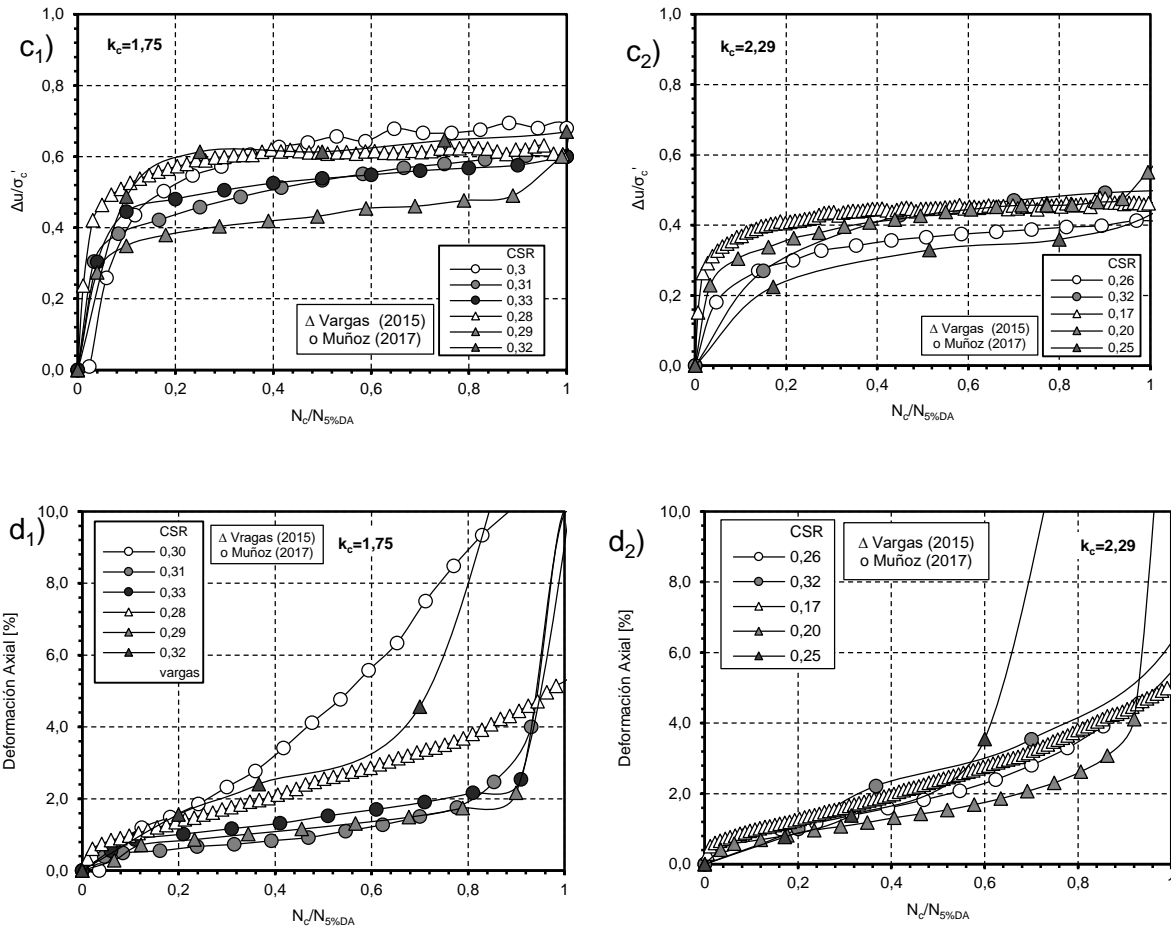 c1)
kc=1,75
1,0
0,8
0,6
0,4
0,2
0,0
Δu/σc'
CSR
0,3
0,31
0,33
0,28
0,29
0,32
Δ Vargas (2015)
o Muñoz (2017)
0 0,2 0,4 0,6 0,8 1
Nc/N5%DA
c2)
kc=2,29
1,0
0,8
0,6
0,4
0,2
0,0
Δu/σc'
CSR
0,26
0,32
0,17
0,20
0,25
Δ Vargas (2015)
o Muñoz (2017)
0 0,2 0,4 0,6 0,8 1
Nc/N5%DA
d1)
10,0
8,0
6,0
4,0
2,0
0,0
Deformación Axial [%]
CSR
0,30
0,31
0,33
0,28
0,29
0,32
vargas
Δ Vragas (2015)
o Muñoz (2017)
kc=1,75
0 0,2 0,4 0,6 0,8 1
Nc/N5%DA
d2)
10,0
8,0
6,0
4,0
2,0
0,0
Deformación Axial [%]
CSR
0,26
0,32
0,17
0,20
0,25
Δ Vargas (2015)
o Muñoz (2017)
kc=2,29
0 0,2 0,4 0,6 0,8 1
Nc/N5%DA